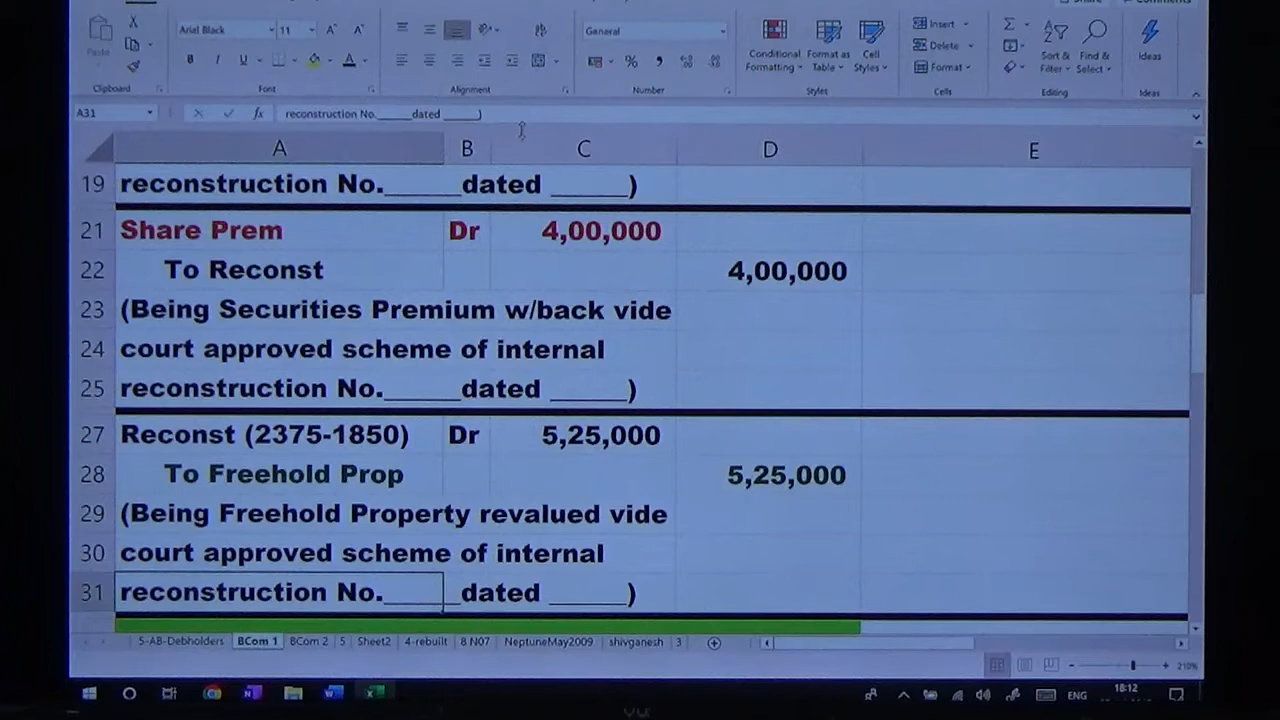 Share
Comments
Arial Black 11 A A General Insert Σ
Paste B I U A % , Conditional Format as Cell Delete Sort & Find & Ideas
Formatting Table Styles Format Filter Select
Clipboard Font Alignment Number Styles Cells Editing Ideas
A31 fx reconstruction No.______dated ______)
A B C D E
19 reconstruction No.______dated ______)
21 Share Prem Dr 4,00,000
22 To Reconst 4,00,000
23 (Being Securities Premium w/back vide
24 court approved scheme of internal
25 reconstruction No.______dated ______)
27 Reconst (2375-1850) Dr 5,25,000
28 To Freehold Prop 5,25,000
29 (Being Freehold Property revalued vide
30 court approved scheme of internal
31 reconstruction No.______dated ______)
5-AB-Debholders BCom 1 BCom 2 5 Sheet2 4-rebuilt 8 N07 NeptuneMay2009 shivganesh 3
210%
ENG 18:12